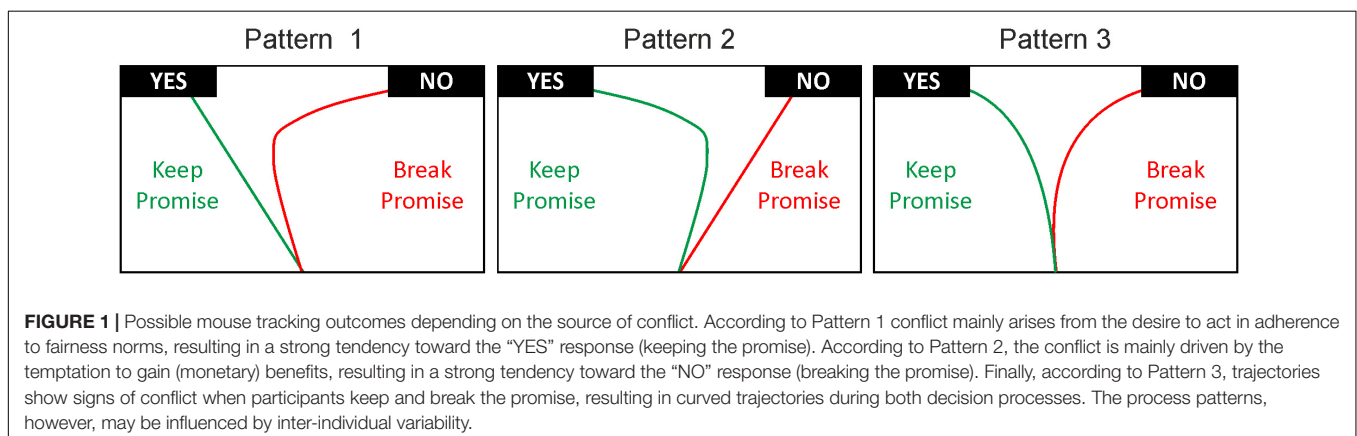 Pattern 1 Pattern 2 Pattern 3
YES NO YES NO YES NO
Keep Break Keep Break Keep Break
Promise Promise Promise Promise Promise Promise
FIGURE 1 | Possible mouse tracking outcomes depending on the source of conflict. According to Pattern 1 conflict mainly arises from the desire to act in adherence
to fairness norms, resulting in a strong tendency toward the “YES” response (keeping the promise). According to Pattern 2, the conflict is mainly driven by the
temptation to gain (monetary) benefits, resulting in a strong tendency toward the “NO” response (breaking the promise). Finally, according to Pattern 3, trajectories
show signs of conflict when participants keep and break the promise, resulting in curved trajectories during both decision processes. The process patterns,
however, may be influenced by inter-individual variability.